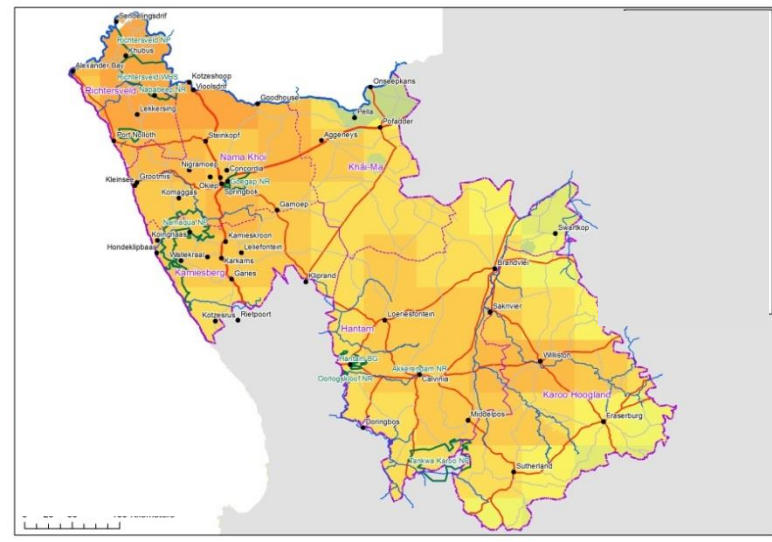 Sendelingsdrif
Richtersveld NP
Khubus
Alexander Bay
Richtersveld WHS
Kotzeshoop
Onseepkans
Vioolsdrif
Richtersveld
Goodhouse
Lekkersing
Pella
Pofadder
Port Nolloth
Steinkopf
Aggeneys
Nama Khoi
Khâi-Ma
Nigramoep
Concordia
Kleinsee
Grootmis
Okiep
Goegap NR
Springbok
Komaggas
Gamoep
Namaqua NP
Swartkop
Koingnaas
Kamieskroon
Hondeklipbaai
Leliefontein
Wallekraal
Karkams
Brandvlei
Kamiesberg
Garies
Kliprand
Kotzesrus
Rietpoort
Loeriesfontein
Sakrivier
Hantam
Williston
Hantam BG
Akkerendam NR
Oorlogskloof NR
Calvinia
Karoo Hoogland
Middelpos
Fraserburg
Doringbos
Tankwa Karoo NP
Sutherland